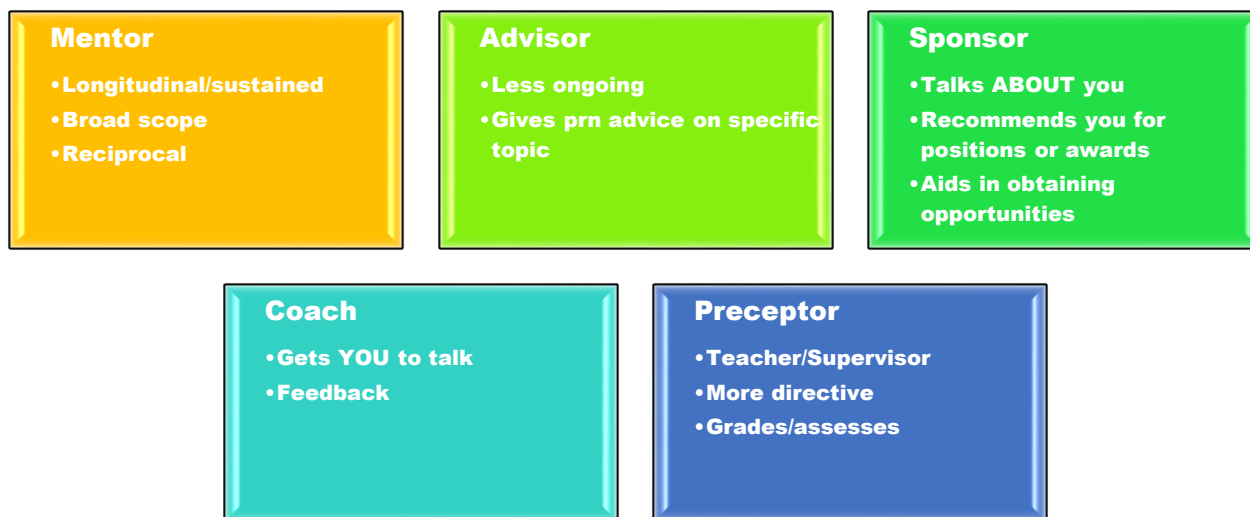 Mentor
•Longitudinal/sustained
•Broad scope
•Reciprocal
Advisor
•Less ongoing
•Gives prn advice on specific
topic
Sponsor
•Talks ABOUT you
•Recommends you for
positions or awards
•Aids in obtaining
opportunities
Coach
•Gets YOU to talk
•Feedback
Preceptor
•Teacher/Supervisor
•More directive
•Grades/assesses